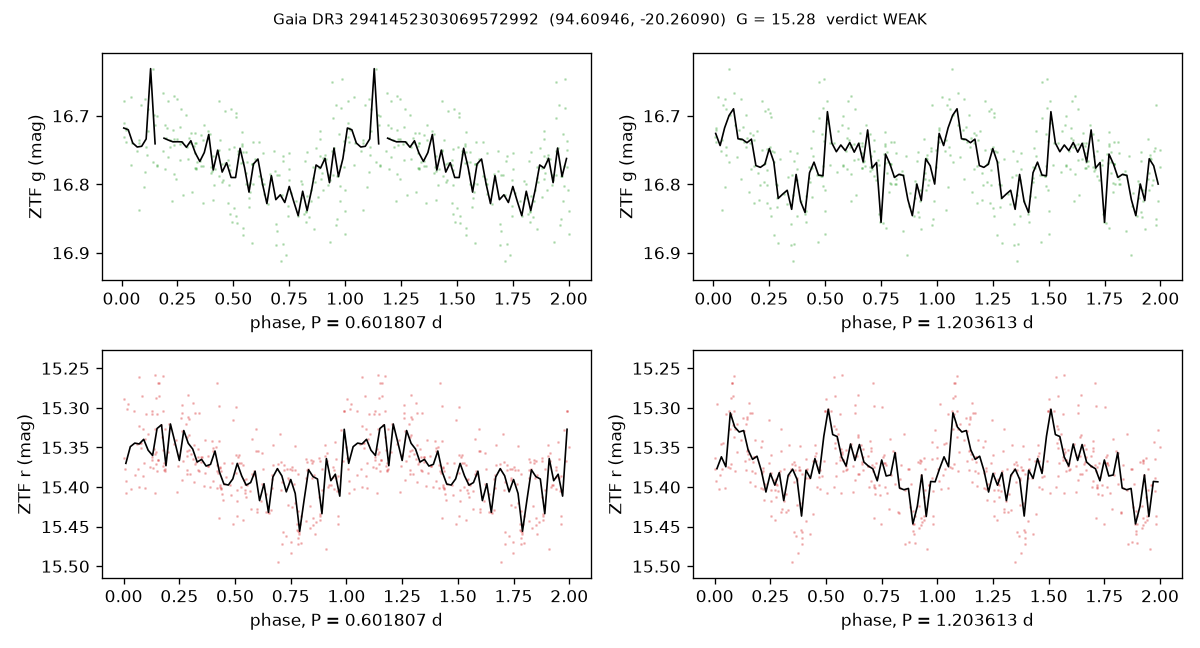 Gaia DR3 2941452303069572992  (94.60946, -20.26090)  G = 15.28  verdict WEAK
ZTF g (mag)
16.7
16.8
16.9
0.00 0.25 0.50 0.75 1.00 1.25 1.50 1.75 2.00
phase, P = 0.601807 d
ZTF g (mag)
16.7
16.8
16.9
0.00 0.25 0.50 0.75 1.00 1.25 1.50 1.75 2.00
phase, P = 1.203613 d
ZTF r (mag)
15.25
15.30
15.35
15.40
15.45
15.50
0.00 0.25 0.50 0.75 1.00 1.25 1.50 1.75 2.00
phase, P = 0.601807 d
ZTF r (mag)
15.25
15.30
15.35
15.40
15.45
15.50
0.00 0.25 0.50 0.75 1.00 1.25 1.50 1.75 2.00
phase, P = 1.203613 d